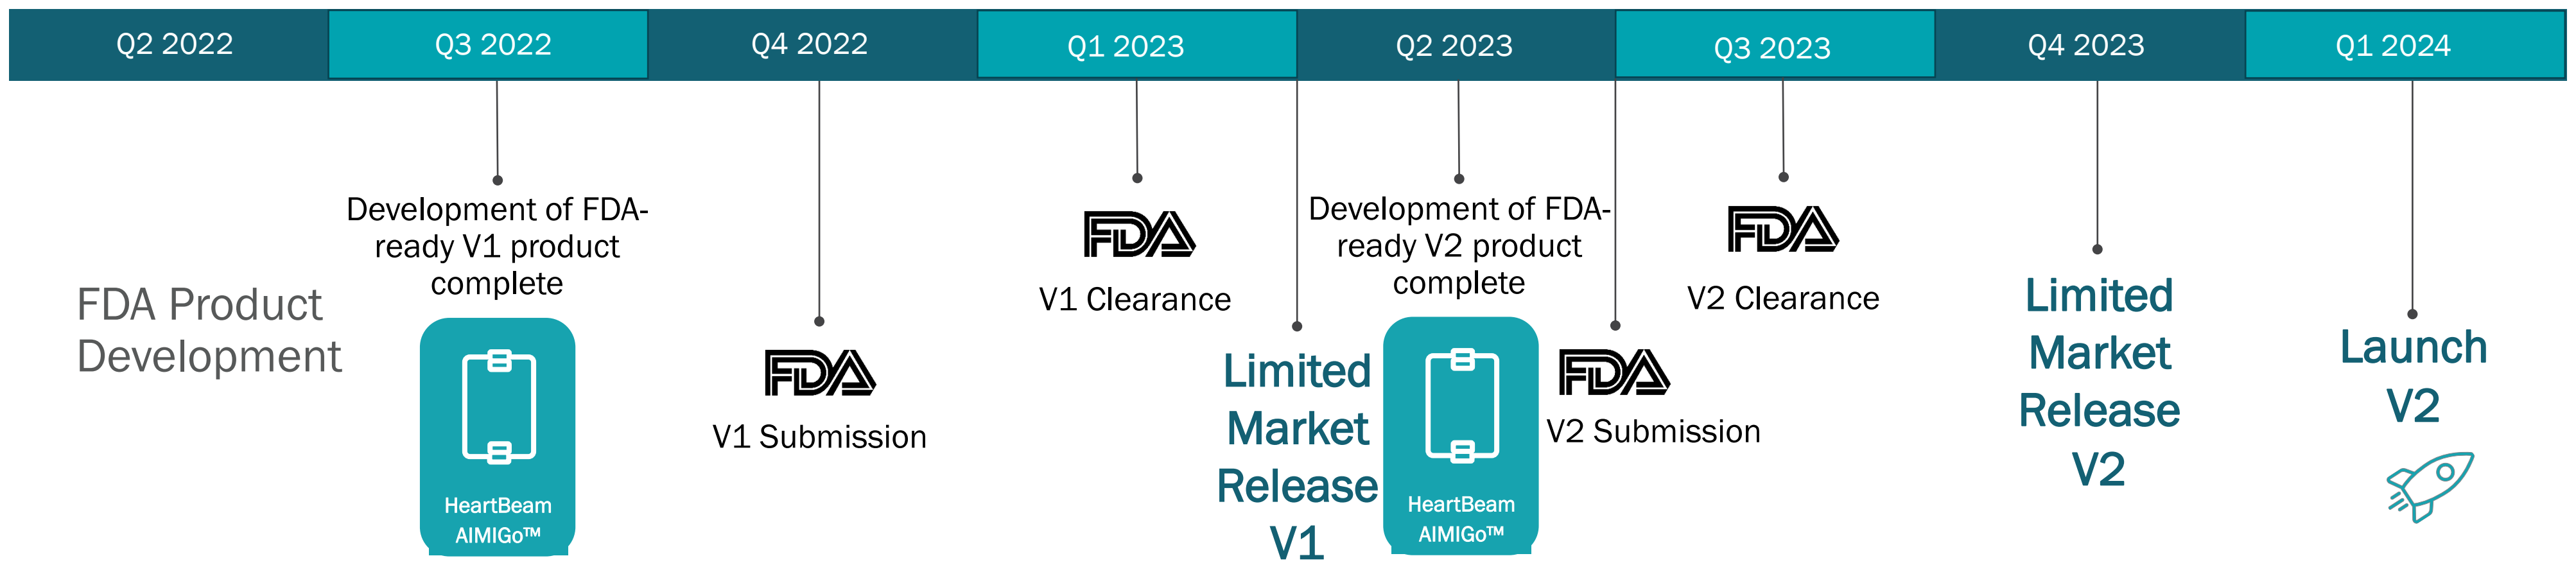 Q2 2022
Q3 2022
Q4 2022
Q1 2023
Q2 2023
Q3 2023
Q4 2023
Q1 2024
FDA Product
Development
Development of FDA-
ready V1 product
complete
HeartBeam
AIMIGo™
FDA
V1 Submission
FDA
V1 Clearance
Limited
Market
Release
V1
Development of FDA-
ready V2 product
complete
HeartBeam
AIMIGo™
FDA
V2 Submission
FDA
V2 Clearance
Limited
Market
Release
V2
Launch
V2